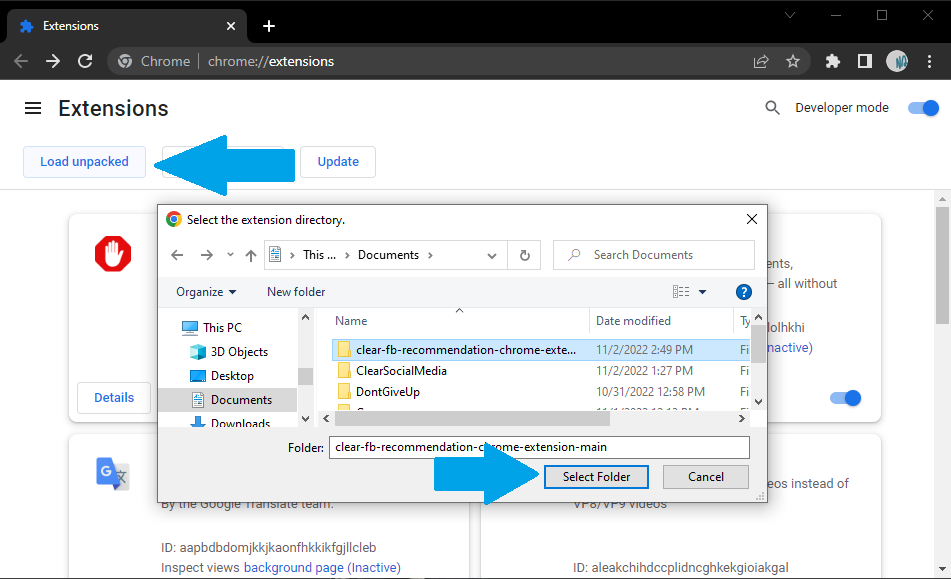 Extensions
Chrome | chrome://extensions
Extensions
Developer mode
Load unpacked
Update
Select the extension directory.
This ... > Documents >
Search Documents
Organize
New folder
?
This PC
3D Objects
Desktop
Documents
Downloads
Name
Date modified
Ty
clear-fb-recommendation-chrome-exte...
11/2/2022 2:49 PM
Fi
ClearSocialMedia
11/2/2022 1:27 PM
Fi
DontGiveUp
10/31/2022 12:58 PM
Fi
Folder:
clear-fb-recommendation-chrome-extension-main
Select Folder
Cancel
ents,
– all without
lolhkhi
nactive)
Details
G
eos instead of
By the Google Translate team.
VP8/VP9 videos
ID: aapbdbdomjkkjkaonfhkkikfgjllcleb
Inspect views background page (Inactive)
ID: aleakchihdccplidncghkekgioiakgal